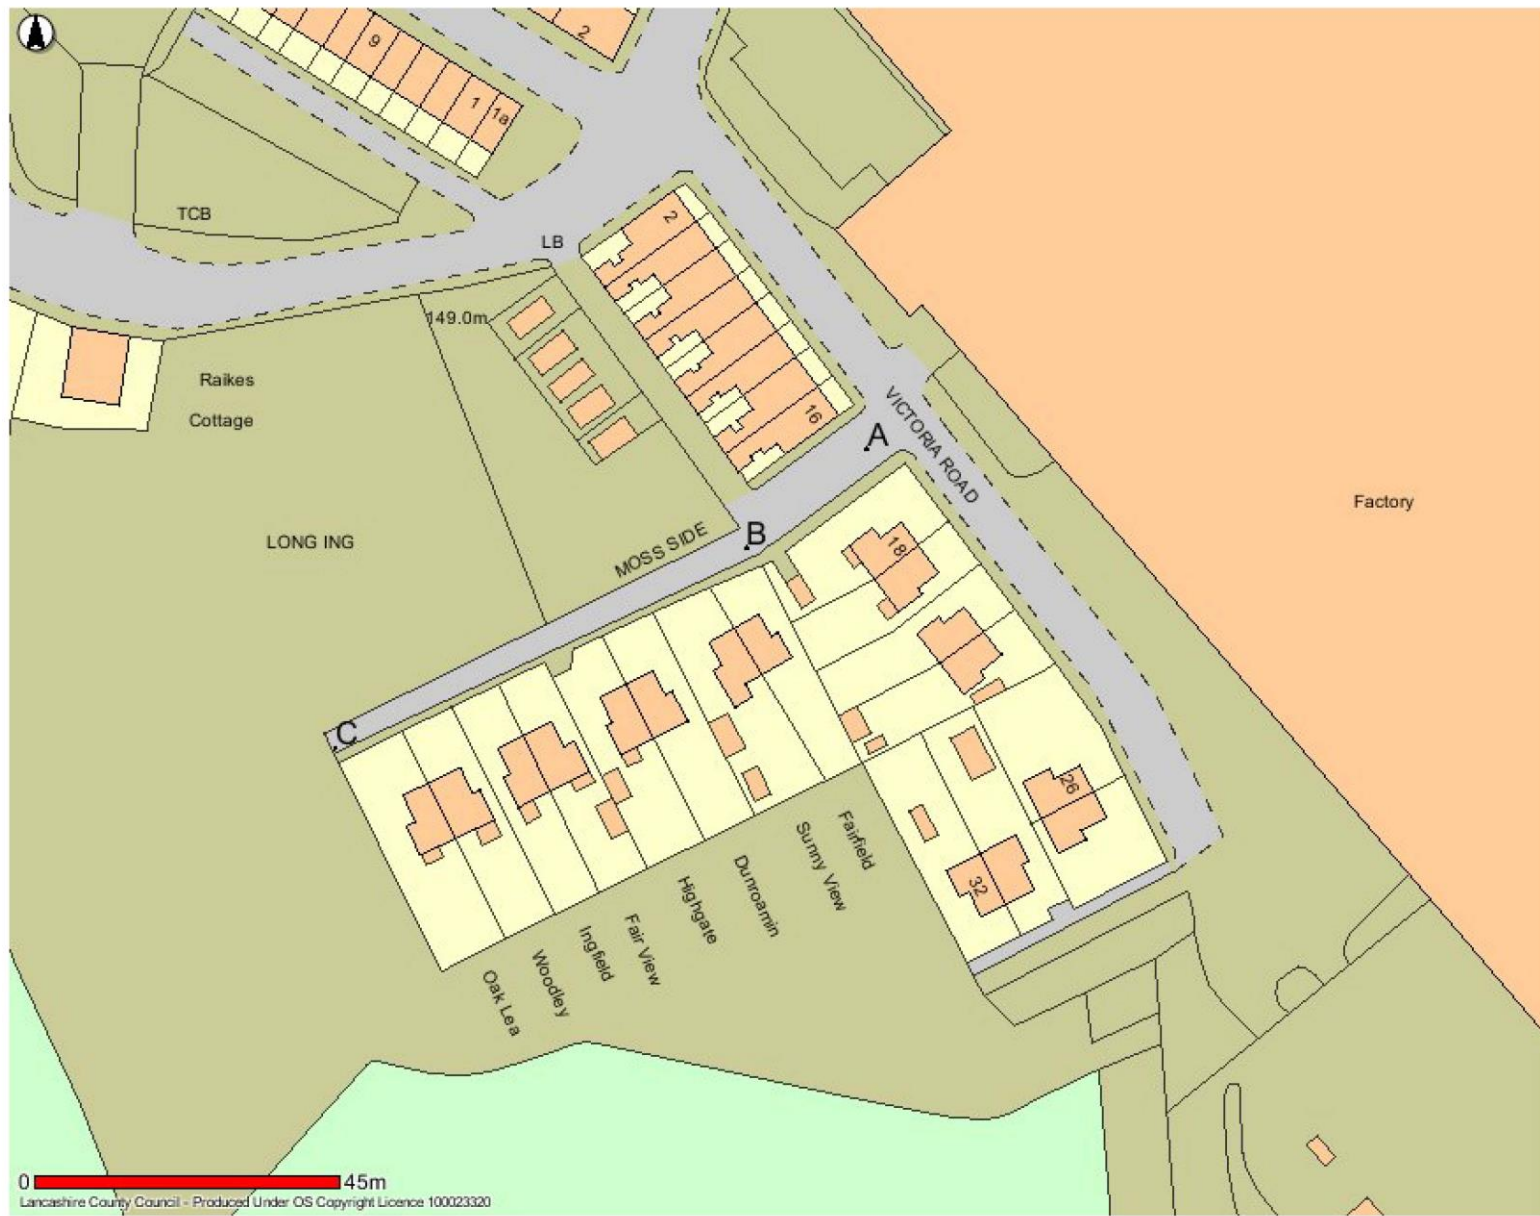 2
9
1
1a
TCB
2
LB
149.0m
Raikes
Cottage
16
A
VICTORIA ROAD
Factory
LONG ING
MOSS SIDE
B
18
C
26
32
Fairfield
Sunny View
Dunroamin
Highgate
Fair View
Ingfield
Woodley
Oak Lea
0 45m
Lancashire County Council - Produced Under OS Copyright Licence 100023320